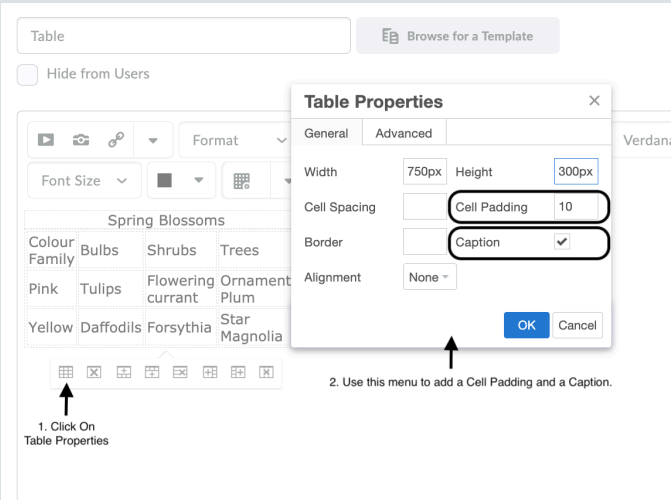 Table
Browse for a Template
Hide from Users
Table Properties
General
Advanced
Width
750px
Height
300px
Cell Spacing
Cell Padding
10
Border
Caption
Alignment
None
OK
Cancel
Format
Verdana
Font Size
Spring Blossoms
Colour Family
Bulbs
Shrubs
Trees
Pink
Tulips
Flowering currant
Ornament
Plum
Yellow
Daffodils
Forsythia
Star Magnolia
1. Click On
Table Properties
2. Use this menu to add a Cell Padding and a Caption.